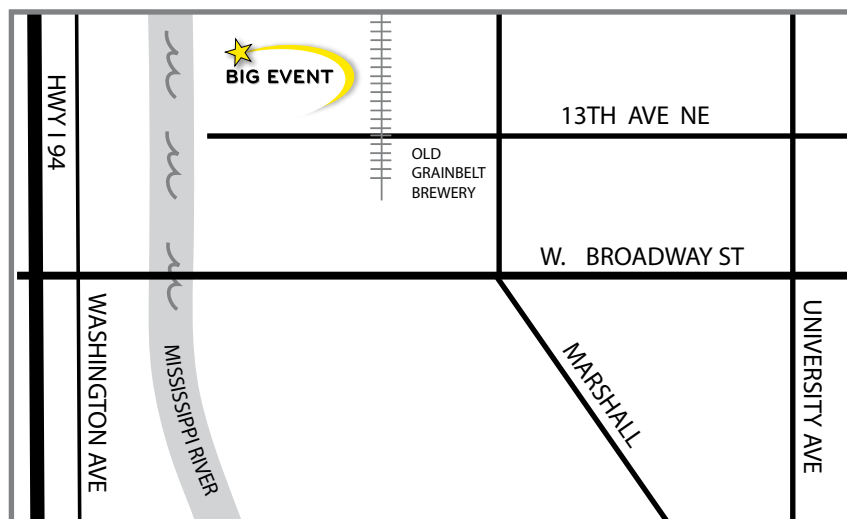 BIG EVENT
HWY I 94
13TH AVE NE
OLD
GRAINBELT
BREWERY
W. BROADWAY ST
WASHINGTON AVE
MISSISSIPPI RIVER
MARSHALL
UNIVERSITY AVE